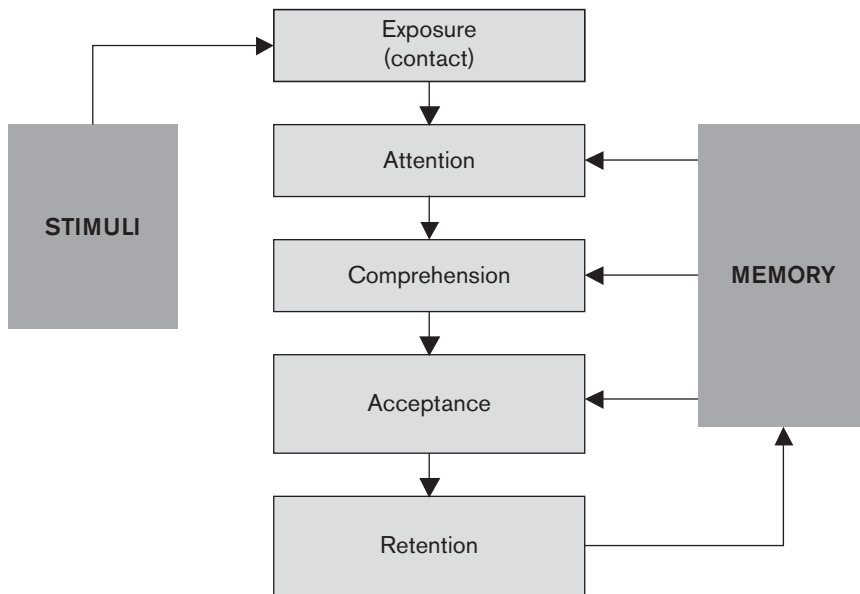 Exposure
(contact)
Attention
STIMULI
Comprehension
MEMORY
Acceptance
Retention